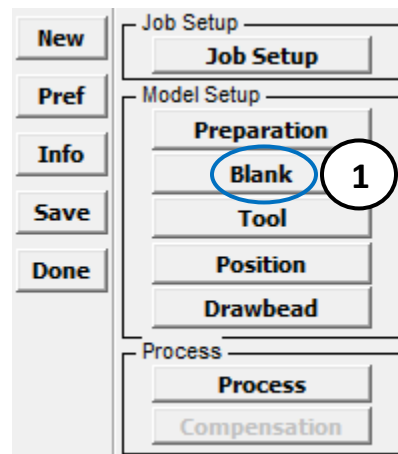 New
Pref
Info
Save
Done
Job Setup
Job Setup
Model Setup
Preparation
Blank
1
Tool
Position
Drawbead
Process
Process
Compensation